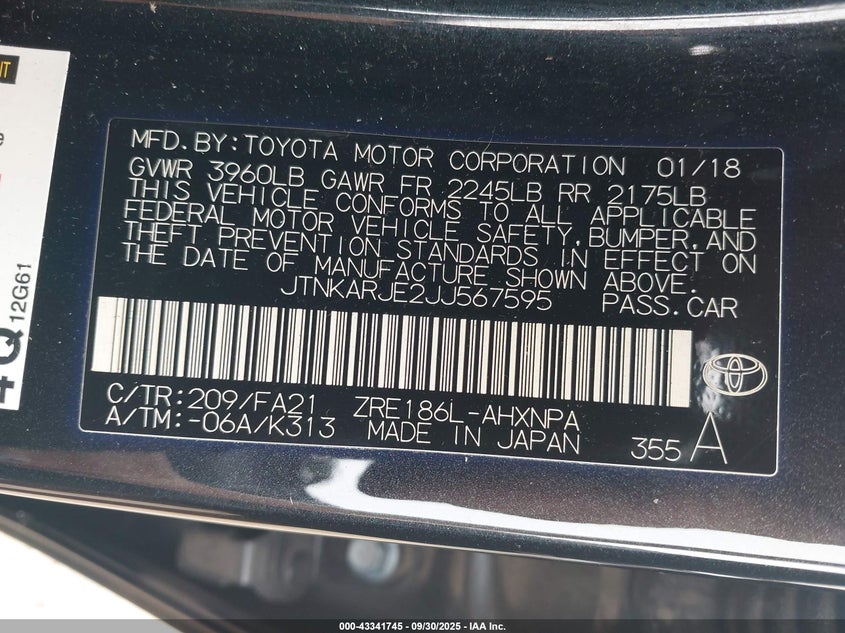 MFD.BY:TOYOTA MOTOR CORPORATION 01/18
GVWR 3960LB GAWR FR 2245LB RR 2175LB
THIS VEHICLE CONFORMS TO ALL APPLICABLE
FEDERAL MOTOR VEHICLE SAFETY,BUMPER,AND
THEFT PREVENTION STANDARDS IN EFFECT ON
THE DATE OF MANUFACTURE SHOWN ABOVE.
JTNKARJE2JJ567595 PASS.CAR
C/TR:209/FA21 ZRE186L-AHXNPA
A/TM:-06A/K313 MADE IN JAPAN 355 A
12G61
000-43341745 - 09/30/2025 - IAA Inc.